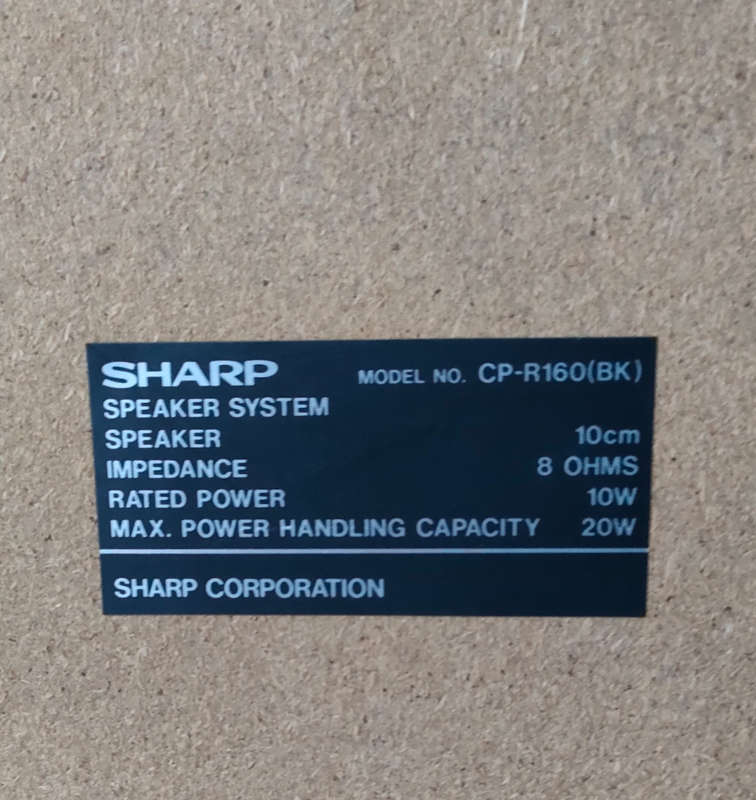 SHARP MODEL NO. CP-R160(BK)
SPEAKER SYSTEM
SPEAKER 10cm
IMPEDANCE 8 OHMS
RATED POWER 10W
MAX. POWER HANDLING CAPACITY 20W
SHARP CORPORATION